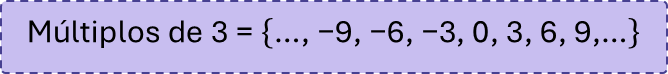 Múltiplos de 3 = {..., −9, −6, −3, 0, 3, 6, 9,...}